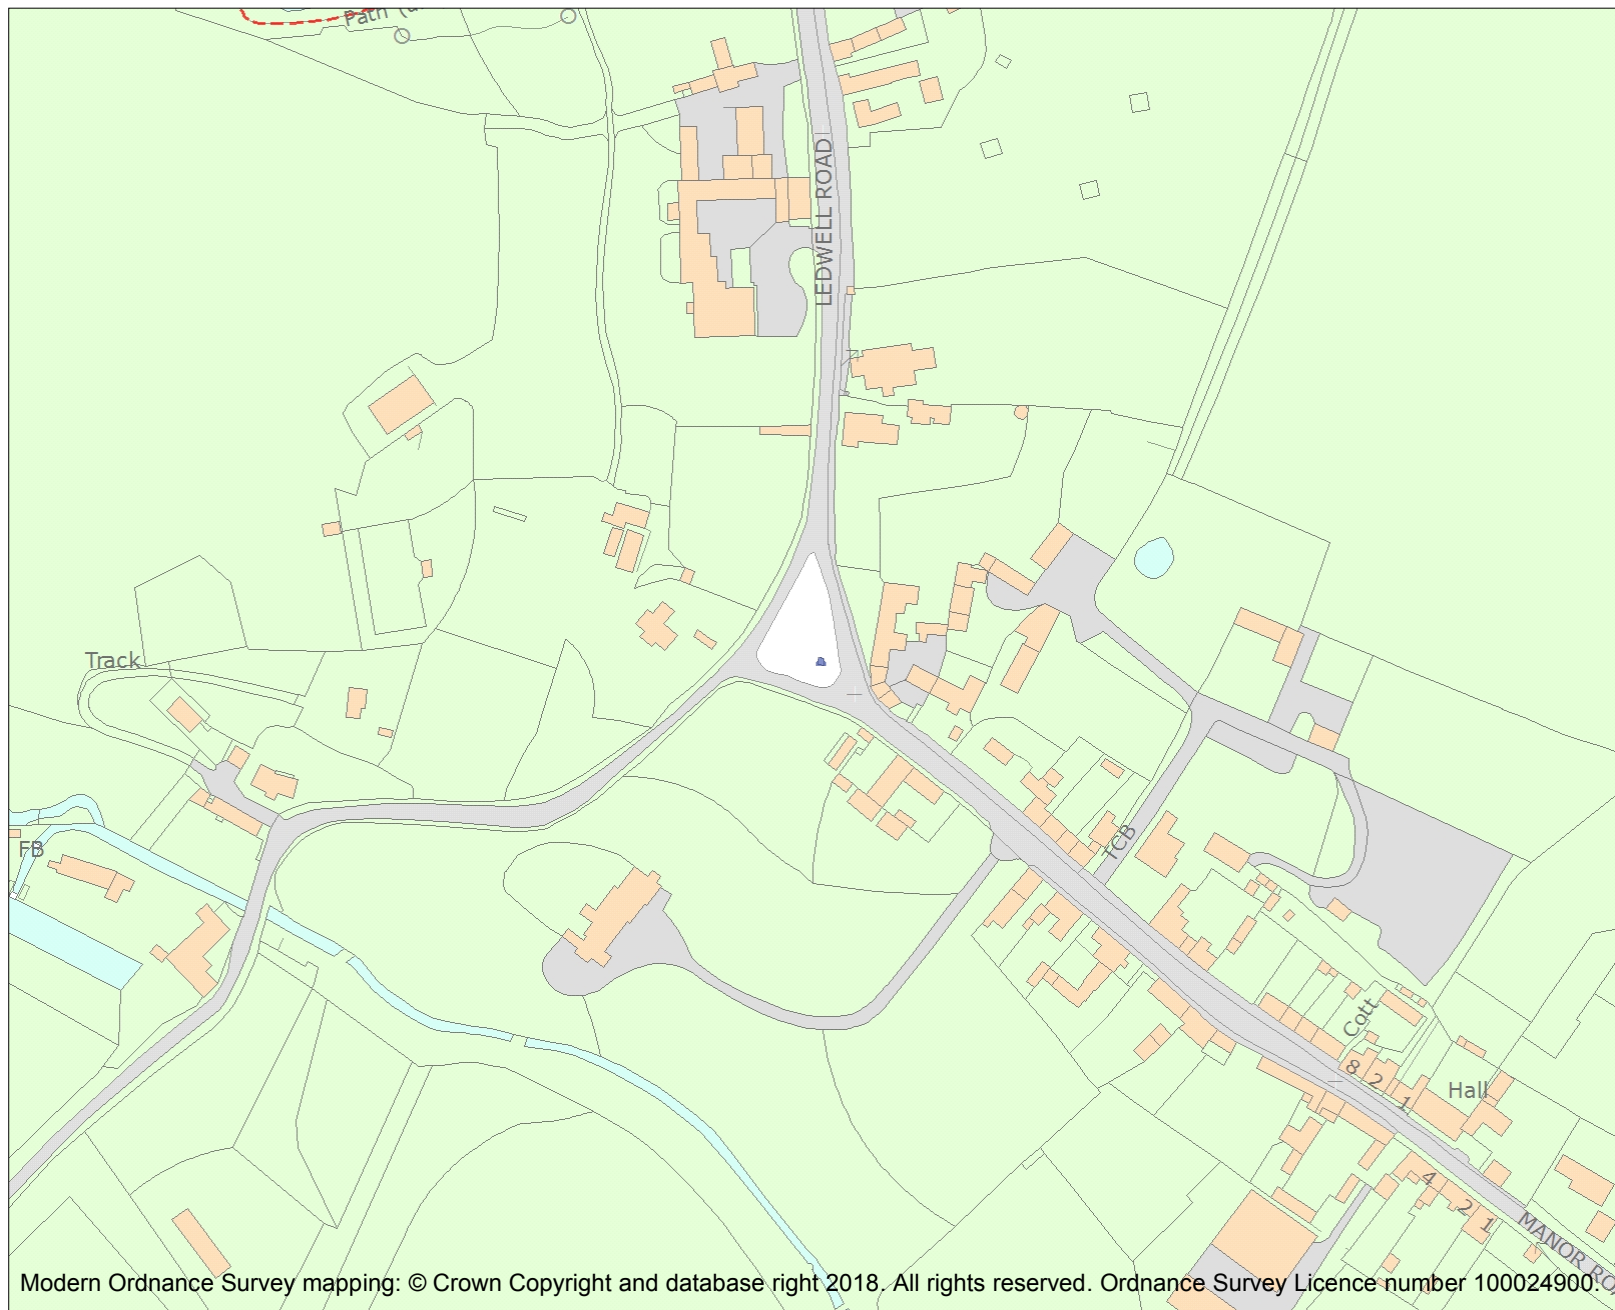 Path
LEDWELL ROAD
Track
FB
TCB
Cott
8
2
1
Hall
4
2
1
MANOR
Modern Ordnance Survey mapping: © Crown Copyright and database right 2018. All rights reserved. Ordnance Survey Licence number 100024900.